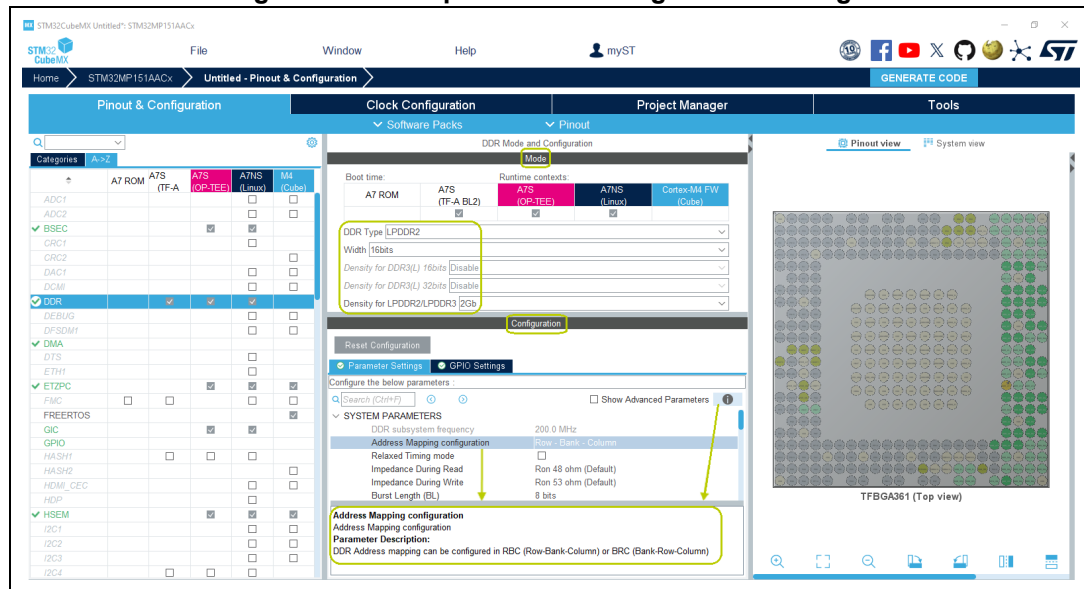 STM32CubeMX Untitled*: STM32MP151AACx
STM32
CubeMX
File
Window
Help
myST
Home
STM32MP151AACx
Untitled - Pinout & Configuration
GENERATE CODE
Pinout & Configuration
Clock Configuration
Project Manager
Tools
Software Packs
Pinout
Categories
A->Z
A7 ROM
A7S (TF-A
A7S (OP-TEE)
A7NS (Linux)
M4 (Cube)
ADC1
ADC2
BSEC
CRC1
CRC2
DAC1
DCMI
DDR
DEBUG
DFSDM1
DMA
DTS
ETH1
ETZPC
FMC
FREERTOS
GIC
GPIO
HASH1
HASH2
HDMI_CEC
HDP
HSEM
I2C1
I2C2
I2C3
I2C4
DDR Mode and Configuration
Mode
Boot time:
Runtime contexts:
A7 ROM
A7S (TF-A BL2)
A7S (OP-TEE)
A7NS (Linux)
Cortex-M4 FW (Cube)
DDR Type LPDDR2
Width 16bits
Density for DDR3(L) 16bits Disable
Density for DDR3(L) 32bits Disable
Density for LPDDR2/LPDDR3 2Gb
Configuration
Reset Configuration
Parameter Settings
GPIO Settings
Configure the below parameters :
Search (Ctrl+F)
Show Advanced Parameters
SYSTEM PARAMETERS
DDR subsystem frequency 200.0 MHz
Address Mapping configuration Row - Bank - Column
Relaxed Timing mode
Impedance During Read Ron 48 ohm (Default)
Impedance During Write Ron 53 ohm (Default)
Burst Length (BL) 8 bits
Address Mapping configuration
Address Mapping configuration
Parameter Description:
DDR Address mapping can be configured in RBC (Row-Bank-Column) or BRC (Bank-Row-Column)
Pinout view
System view
TFBGA361 (Top view)